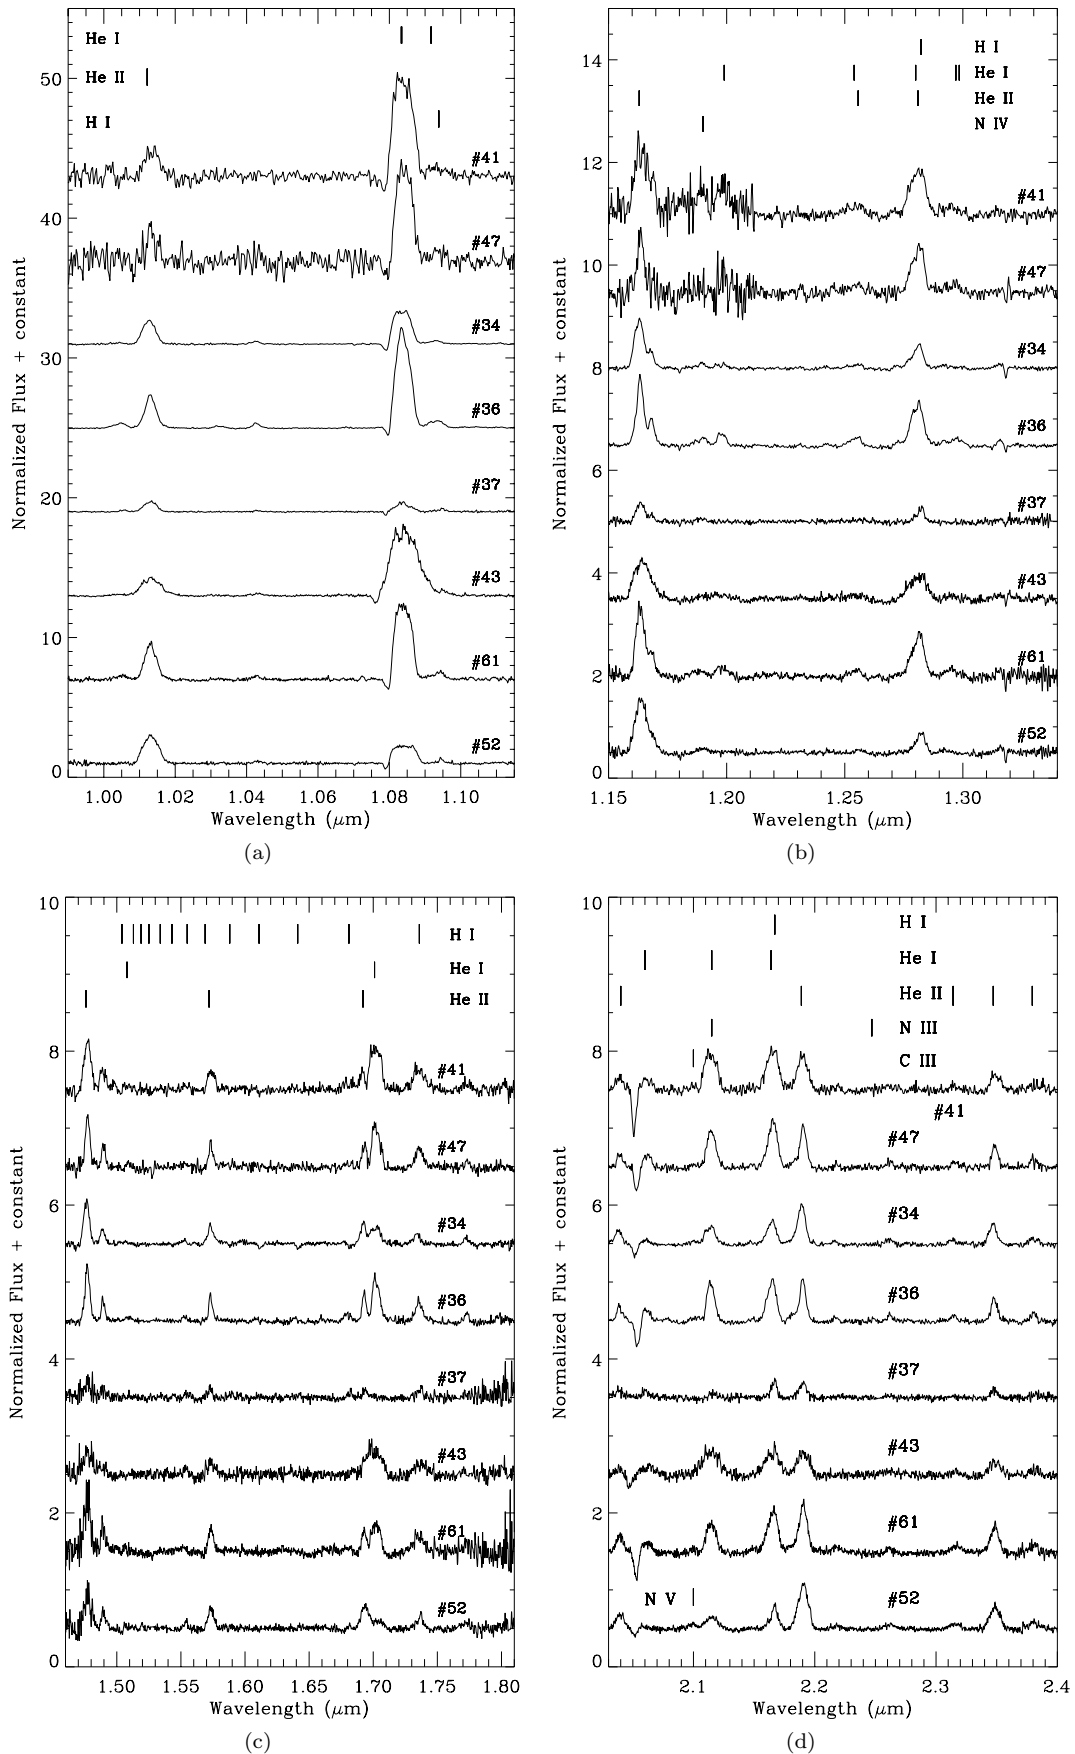 He I
He II
H I
50
40
30
20
10
0
#41
#47
#34
#36
#37
#43
#61
#52
1.00 1.02 1.04 1.06 1.08 1.10
Wavelength (μm)
Normalized Flux + constant
(a)
H I
He I
He II
N IV
14
12
10
8
6
4
2
0
#41
#47
#34
#36
#37
#43
#61
#52
1.15 1.20 1.25 1.30
Wavelength (μm)
Normalized Flux + constant
(b)
H I
He I
He II
10
8
6
4
2
0
#41
#47
#34
#36
#37
#43
#61
#52
1.50 1.55 1.60 1.65 1.70 1.75 1.80
Wavelength (μm)
Normalized Flux + constant
(c)
H I
He I
He II
N III
C III
10
8
6
4
2
0
#41
#47
#34
#36
#37
#43
#61
N V
#52
2.1 2.2 2.3 2.4
Wavelength (μm)
Normalized Flux + constant
(d)